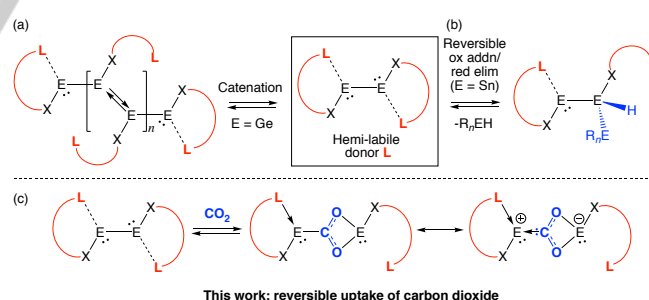 (a)
L
X
L
E
E
E
E
X
X
X
L
n
L
Catenation
E = Ge
L
X
E
E
X
L
Hemi-labile
donor L
(b)
Reversible
ox addn/
red elim
(E = Sn)
-RₙEH
L
X
E
E
H
X
RₙE
(c)
L
X
E
E
X
L
CO₂
L
O
X
E
C
E
X
O
L
L
⊕
O
⊖
X
E
C
E
X
O
L
This work: reversible uptake of carbon dioxide